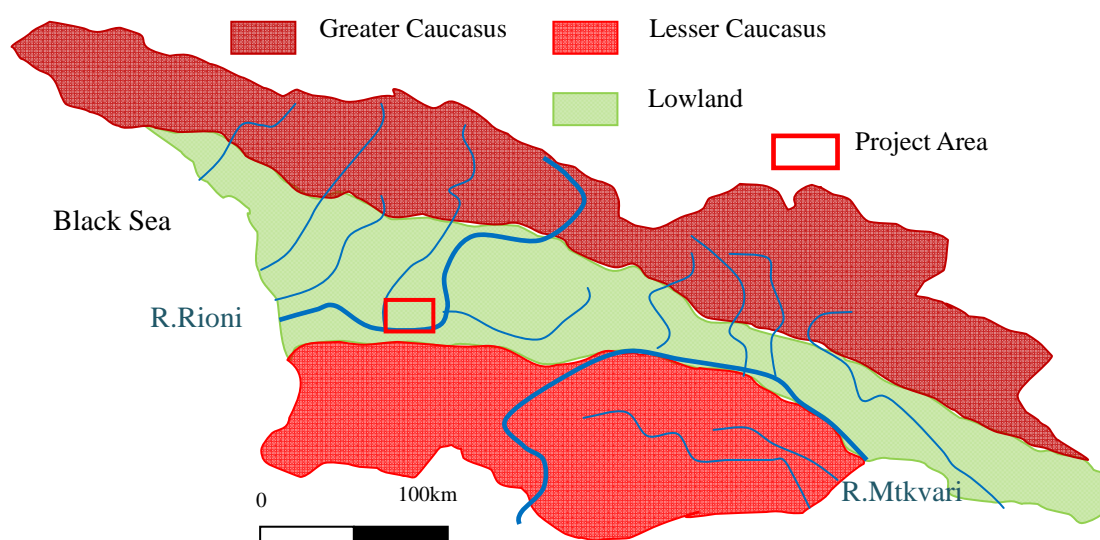 Greater Caucasus
Lesser Caucasus
Lowland
Project Area
Black Sea
R.Rioni
R.Mtkvari
0
100km